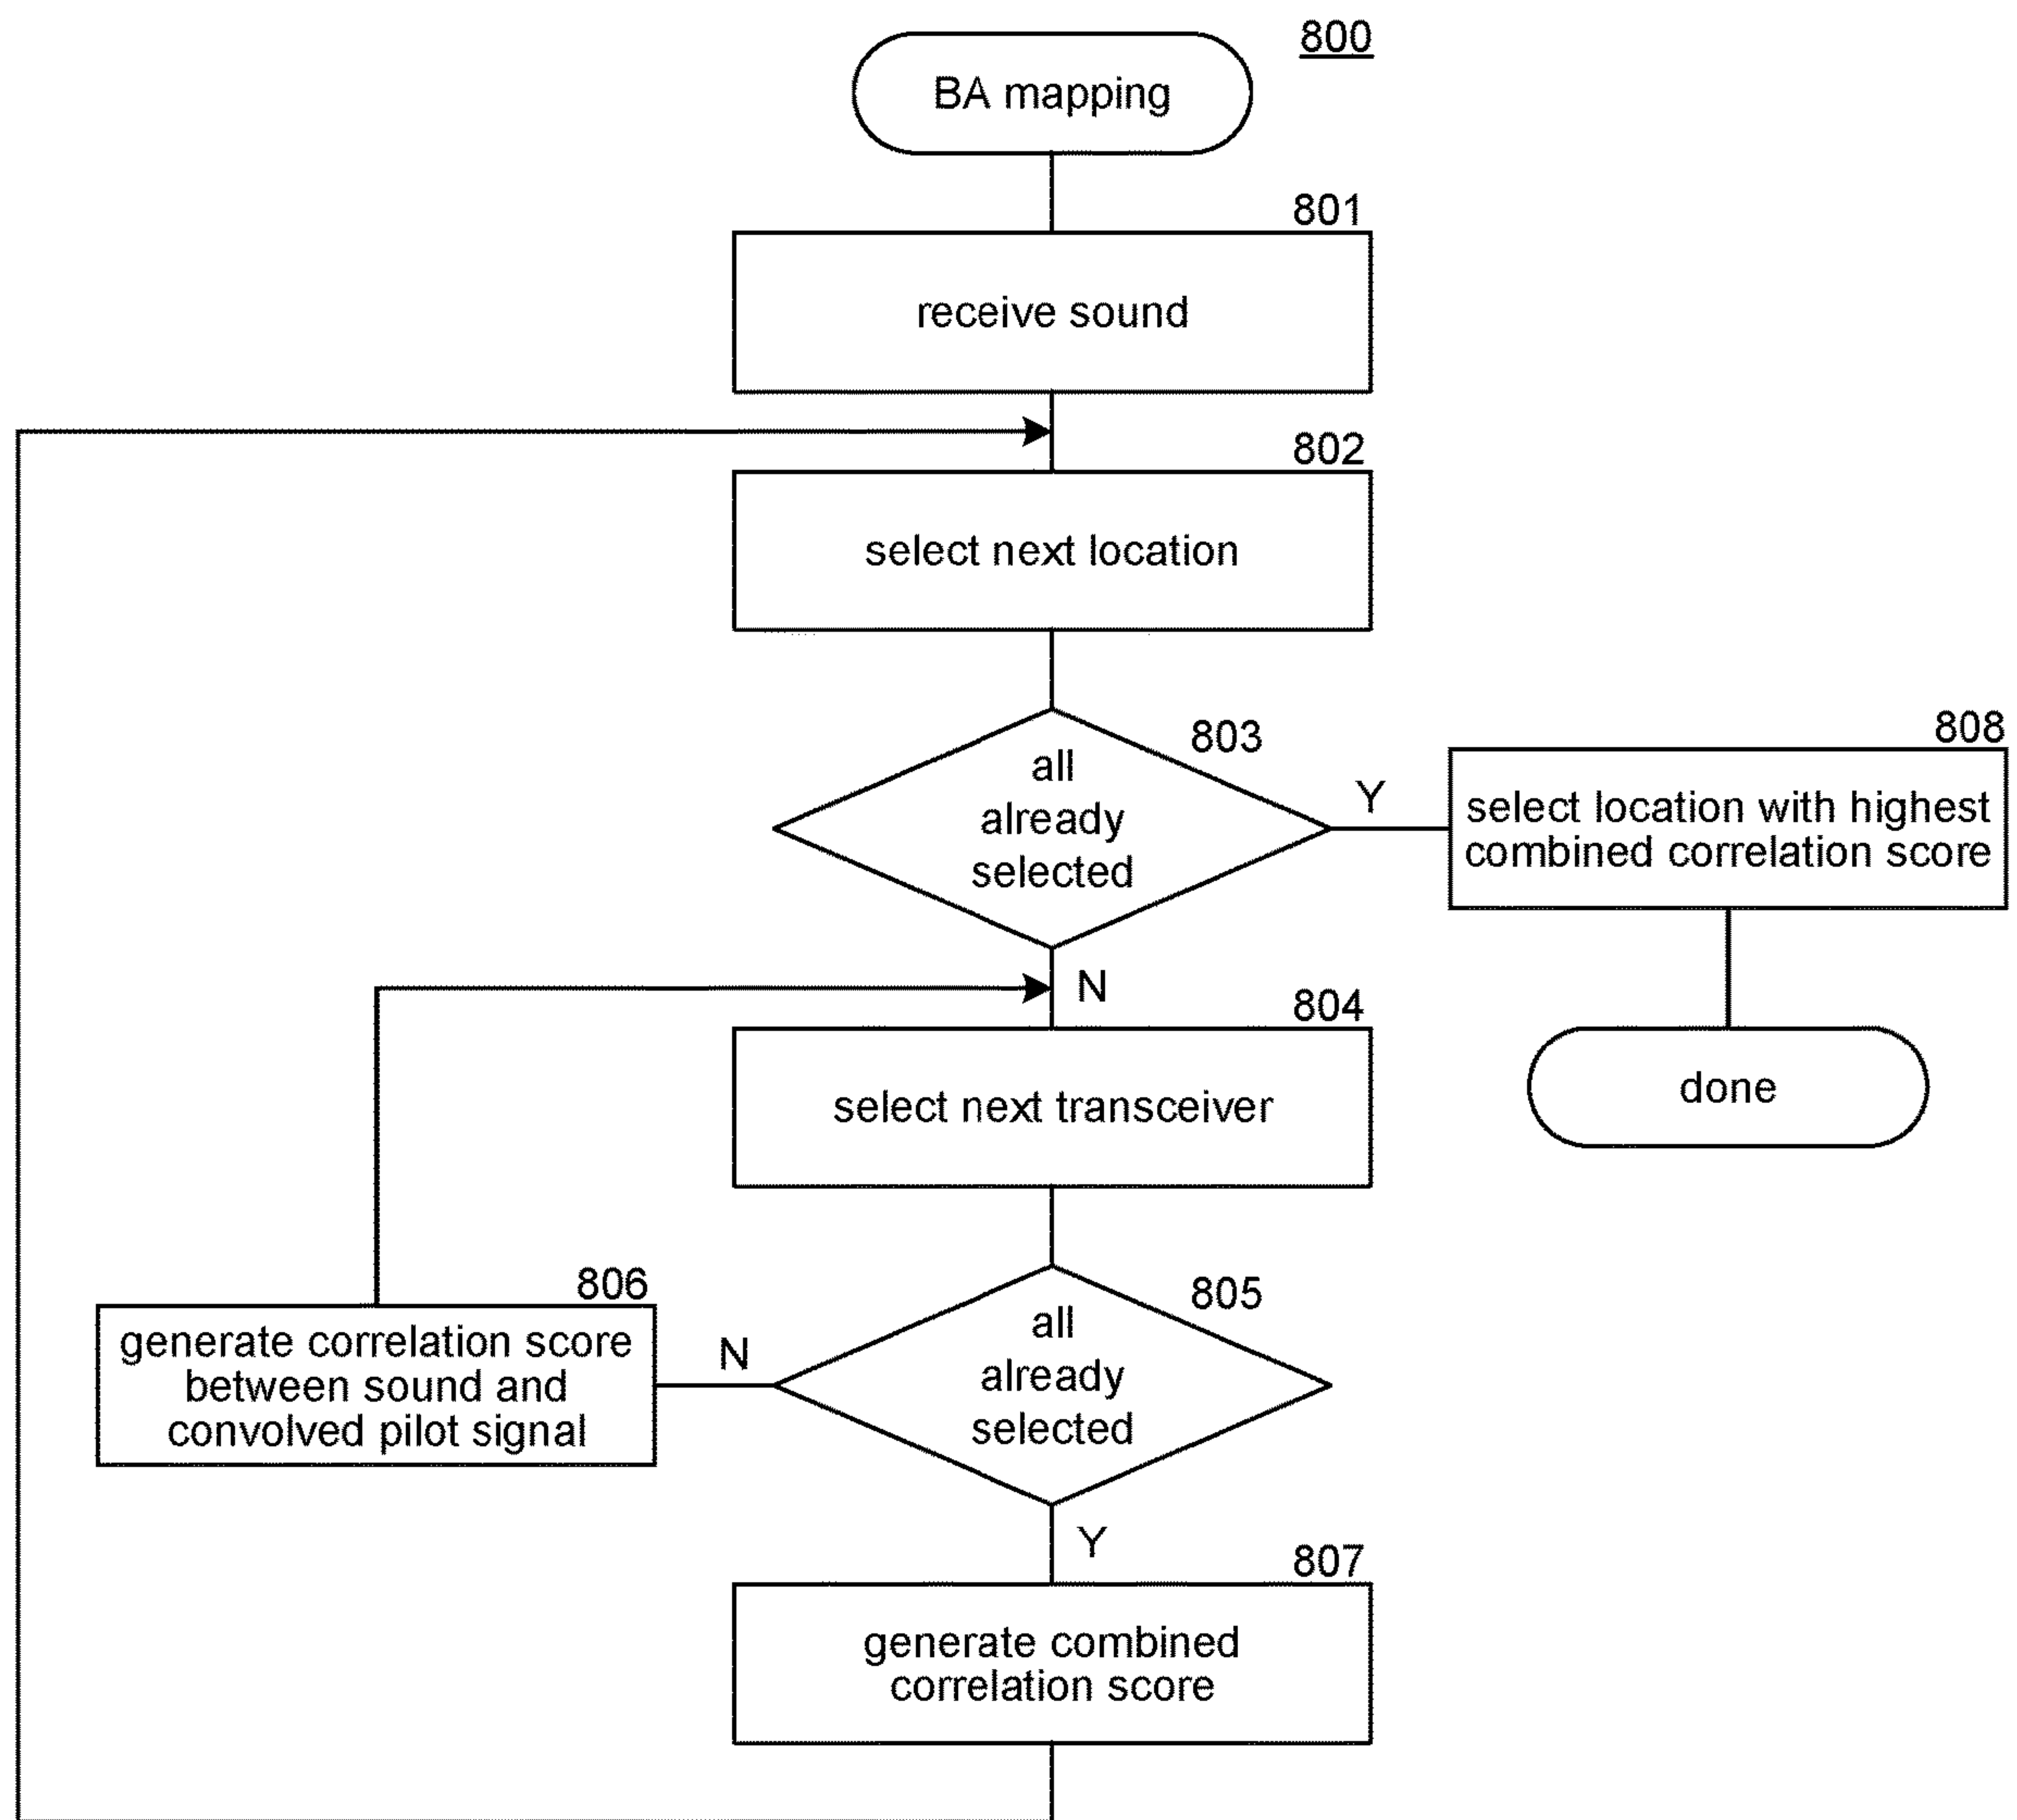 800
BA mapping
801
receive sound
802
select next location
803
all
already
selected
Y
808
select location with highest
combined correlation score
done
N
804
select next transceiver
805
all
already
selected
N
806
generate correlation score
between sound and
convolved pilot signal
Y
807
generate combined
correlation score